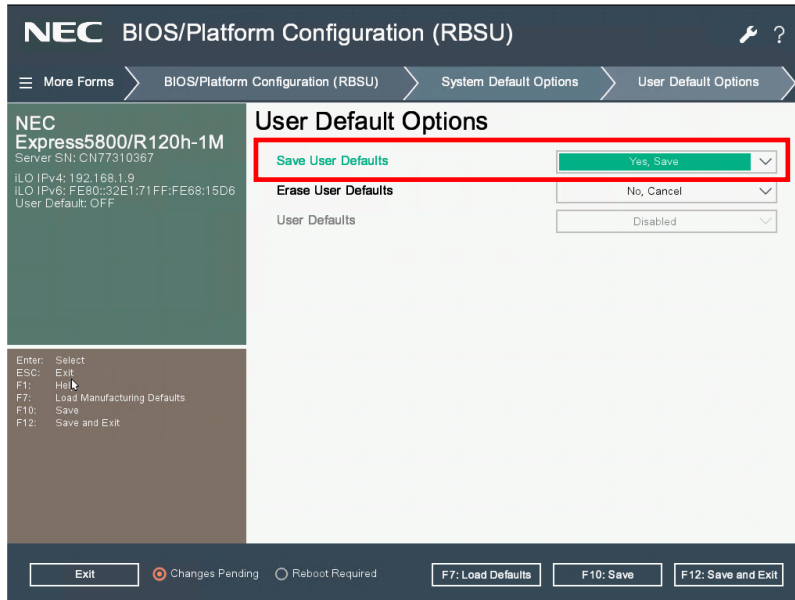 NEC BIOS/Platform Configuration (RBSU) ?
More Forms BIOS/Platform Configuration (RBSU) System Default Options User Default Options
NEC
Express5800/R120h-1M
Server SN: CN77310367
iLO IPv4: 192.168.1.9
iLO IPv6: FE80::32E1:71FF:FE68:15D6
User Default: OFF
User Default Options
Save User Defaults Yes, Save
Erase User Defaults No, Cancel
User Defaults Disabled
Enter: Select
ESC: Exit
F1: Help
F7: Load Manufacturing Defaults
F10: Save
F12: Save and Exit
Exit Changes Pending Reboot Required F7: Load Defaults F10: Save F12: Save and Exit